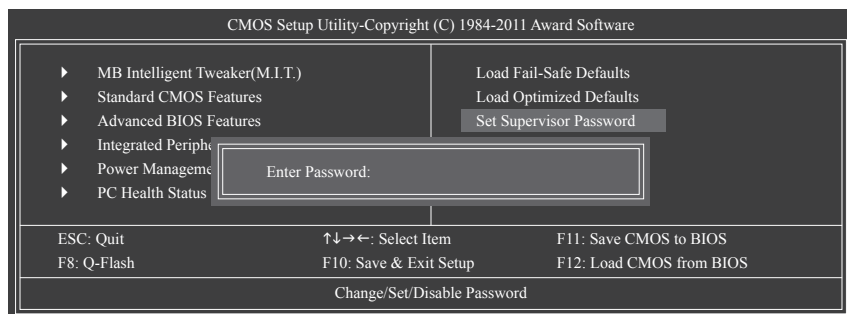 CMOS Setup Utility-Copyright (C) 1984-2011 Award Software
MB Intelligent Tweaker(M.I.T.)
Standard CMOS Features
Advanced BIOS Features
Integrated Periphe
Power Manageme
PC Health Status
Load Fail-Safe Defaults
Load Optimized Defaults
Set Supervisor Password
Enter Password:
ESC: Quit ↑↓→←: Select Item F11: Save CMOS to BIOS
F8: Q-Flash F10: Save & Exit Setup F12: Load CMOS from BIOS
Change/Set/Disable Password